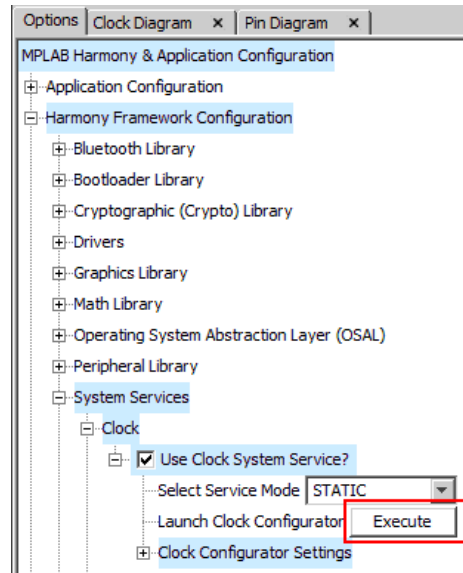 Options Clock Diagram × Pin Diagram ×
MPLAB Harmony & Application Configuration
Application Configuration
Harmony Framework Configuration
Bluetooth Library
Bootloader Library
Cryptographic (Crypto) Library
Drivers
Graphics Library
Math Library
Operating System Abstraction Layer (OSAL)
Peripheral Library
System Services
Clock
Use Clock System Service?
Select Service Mode STATIC
Launch Clock Configurator Execute
Clock Configurator Settings